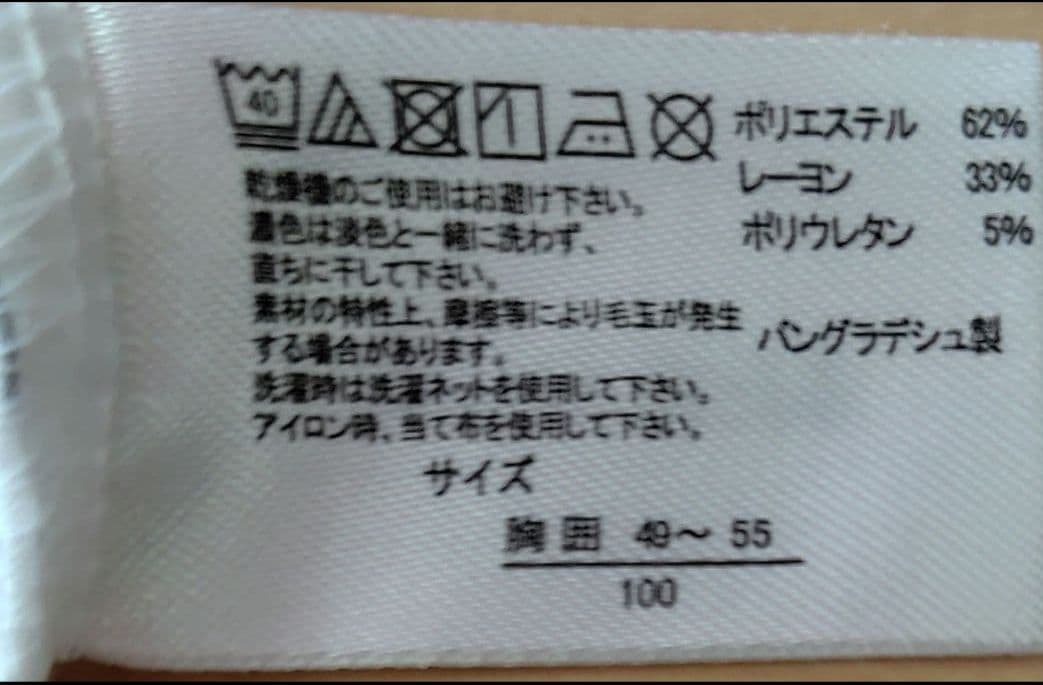 40
ポリエステル 62%
レーヨン 33%
ポリウレタン 5%
乾燥機のご使用はお避け下さい。
濃色は淡色と一緒に洗わず、
直ちに干して下さい。
素材の特性上、摩擦等により毛玉が発生
する場合があります。
洗濯時は洗濯ネットを使用して下さい。
アイロン時、当て布を使用して下さい。
バングラデシュ製
サイズ
胸囲 49〜55
100